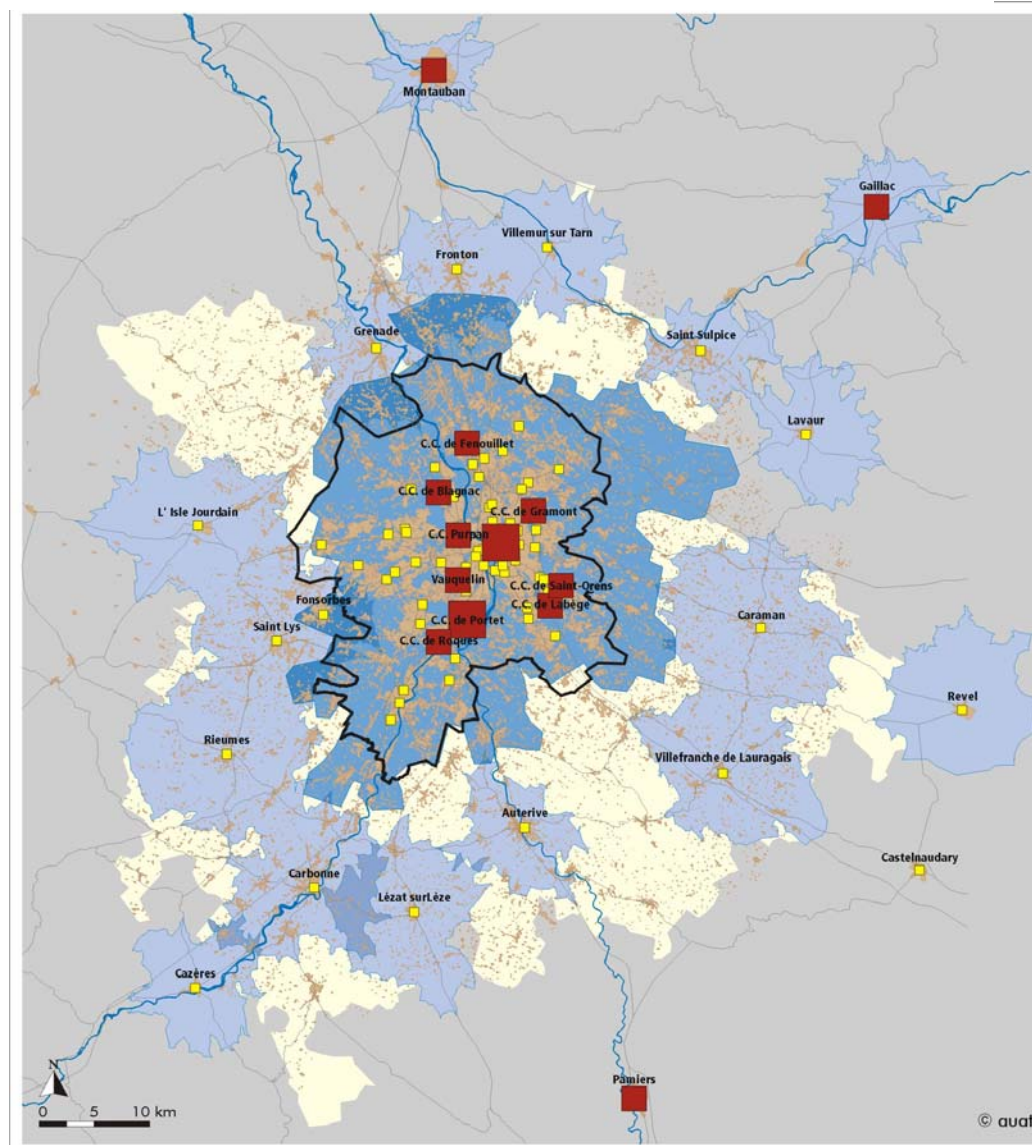 Montauban
Gaillac
Villemur sur Tarn
Fronton
Grenade
Saint Sulpice
Lavaur
C.C. de Fenouillet
C.C. de Blagnac
C.C. de Gramont
L' Isle Jourdain
C.C. Purpan
Vauquelin
C.C. de Saint-Orens
C.C. de Labège
Fonsorbes
C.C. de Portet
Saint Lys
C.C. de Roques
Caraman
Revel
Rieumes
Villefranche de Lauragais
Auterive
Castelnaudary
Carbonne
Lézat surLèze
Cazères
N
Pamiers
0 5 10 km
© auat